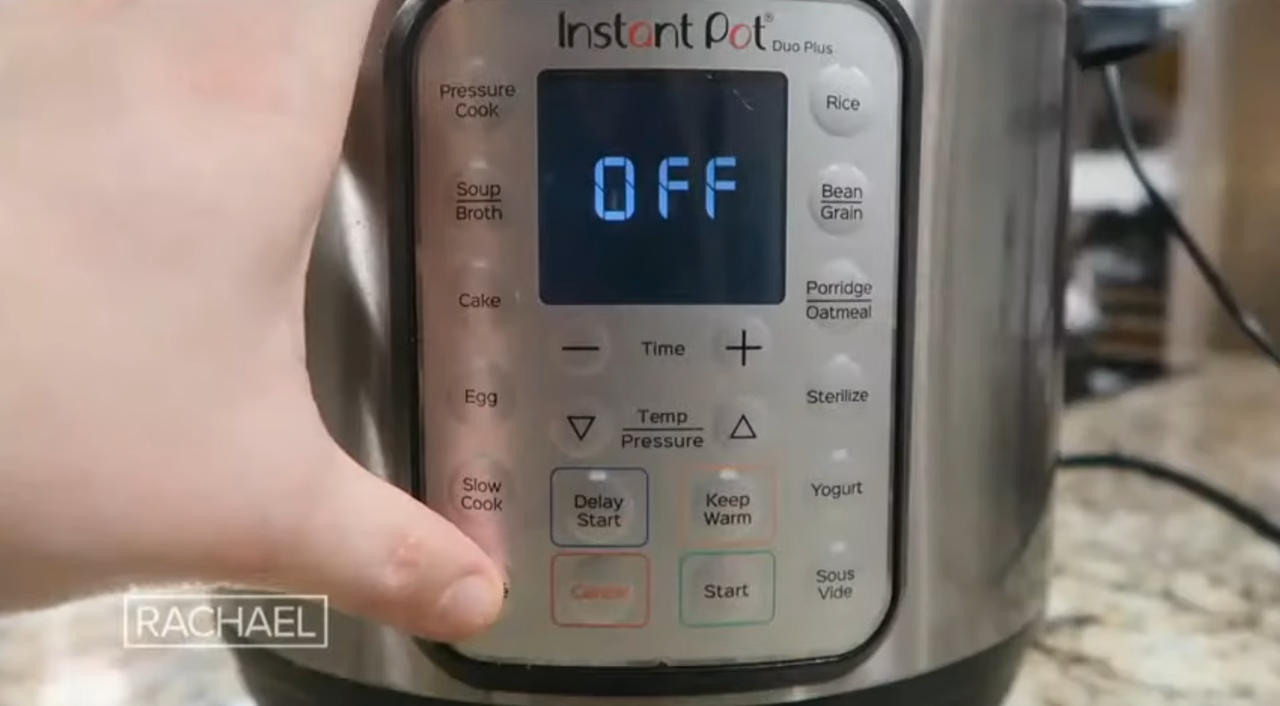 Instant Pot®
Duo Plus
OFF
Pressure
Cook
Soup
Broth
Cake
Egg
Slow
Cook
é
Time
Temp
Pressure
Delay
Start
Keep
Warm
Cancel
Start
Rice
Bean
Grain
Porridge
Oatmeal
Sterilize
Yogurt
Sous
Vide
RACHAEL